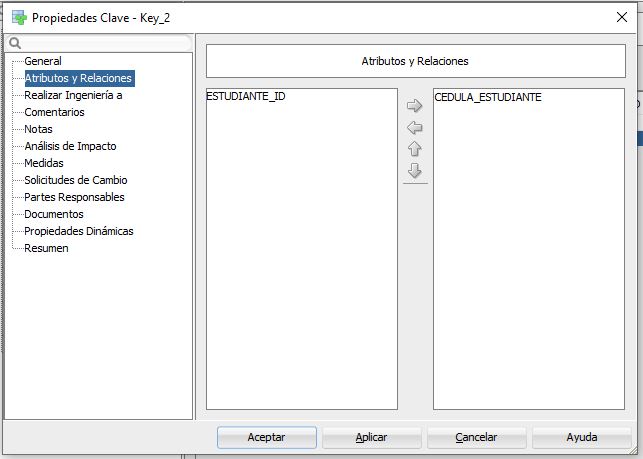 Propiedades Clave - Key_2
General
Atributos y Relaciones
Realizar Ingeniería a
Comentarios
Notas
Análisis de Impacto
Medidas
Solicitudes de Cambio
Partes Responsables
Documentos
Propiedades Dinámicas
Resumen
Atributos y Relaciones
ESTUDIANTE_ID
CEDULA_ESTUDIANTE
Aceptar
Aplicar
Cancelar
Ayuda